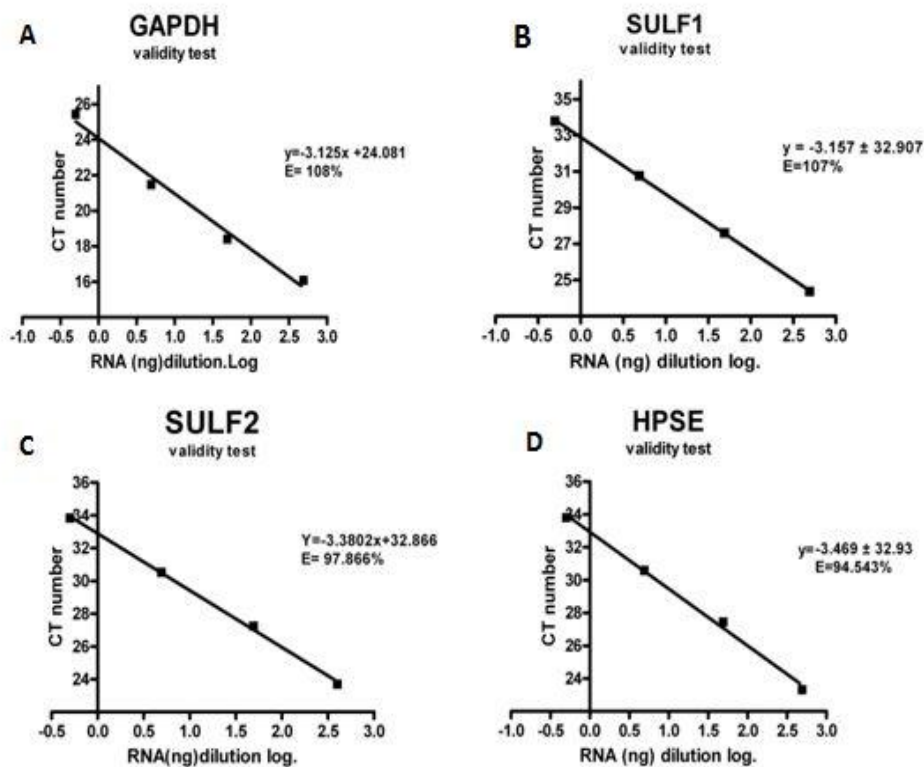 A
GAPDH
validity test
26
24
22
20
18
16
CT number
y=-3.125x +24.081
E= 108%
-1.0 -0.5 0.0 0.5 1.0 1.5 2.0 2.5 3.0
RNA (ng)dilution.Log
B
SULF1
validity test
35
33
31
29
27
25
CT number
y = -3.157 ± 32.907
E=107%
-1.0 -0.5 0.0 0.5 1.0 1.5 2.0 2.5 3.0
RNA (ng) dilution log.
C
SULF2
validity test
36
34
32
30
28
26
24
CT number
Y=-3.3802x+32.866
E= 97.866%
-0.5 0.0 0.5 1.0 1.5 2.0 2.5 3.0
RNA(ng)dilution log.
D
HPSE
validity test
36
34
32
30
28
26
24
CT number
y=-3.469 ± 32.93
E=94.543%
-0.5 0.0 0.5 1.0 1.5 2.0 2.5 3.0
RNA (ng) dilution log.